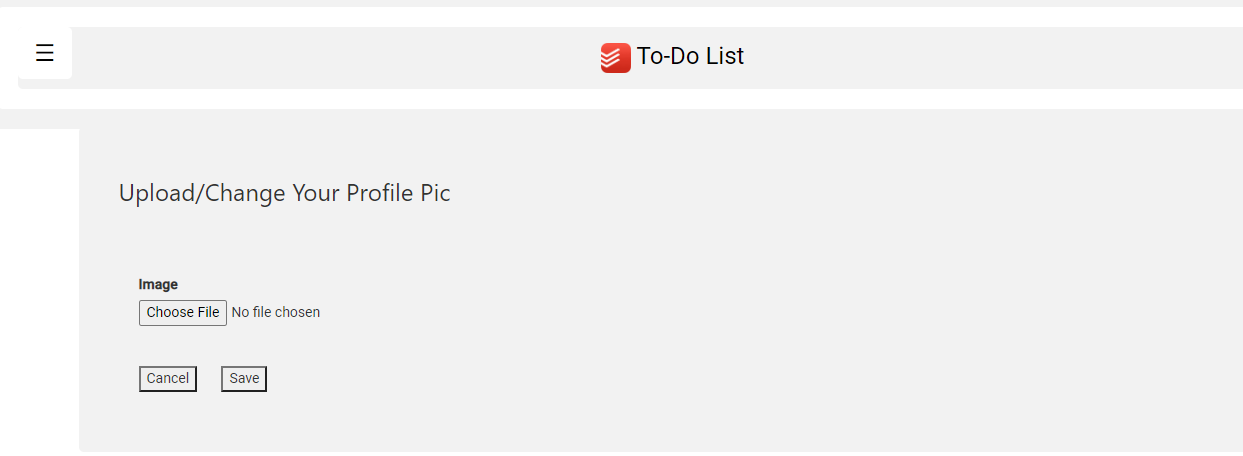 ☰
To-Do List
Upload/Change Your Profile Pic
Image
Choose File No file chosen
Cancel Save